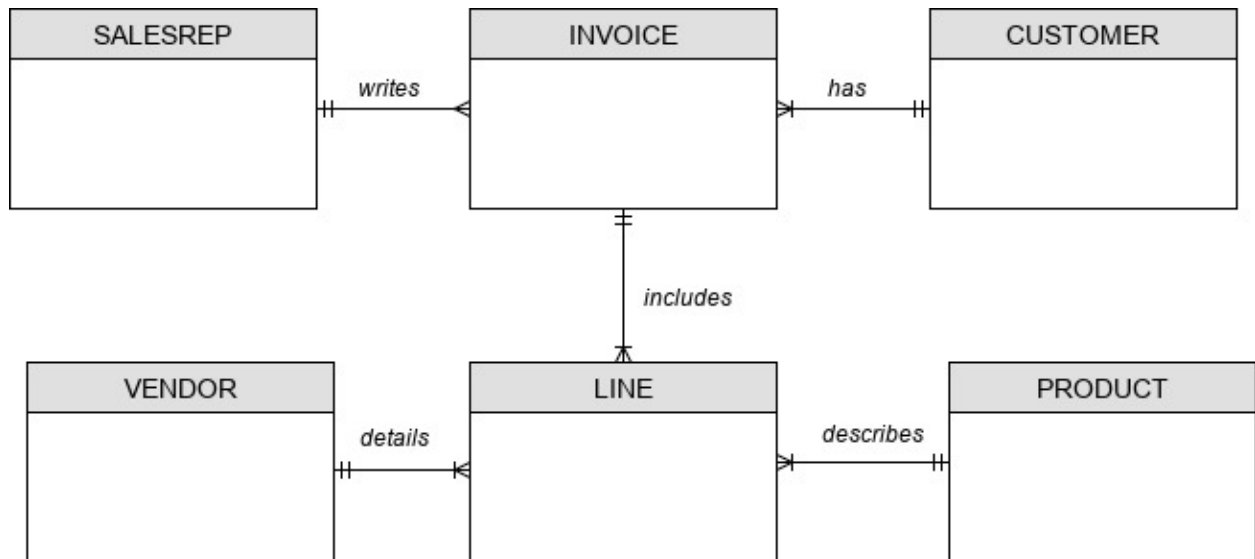 SALESREP
INVOICE
CUSTOMER
writes
has
includes
VENDOR
LINE
PRODUCT
details
describes